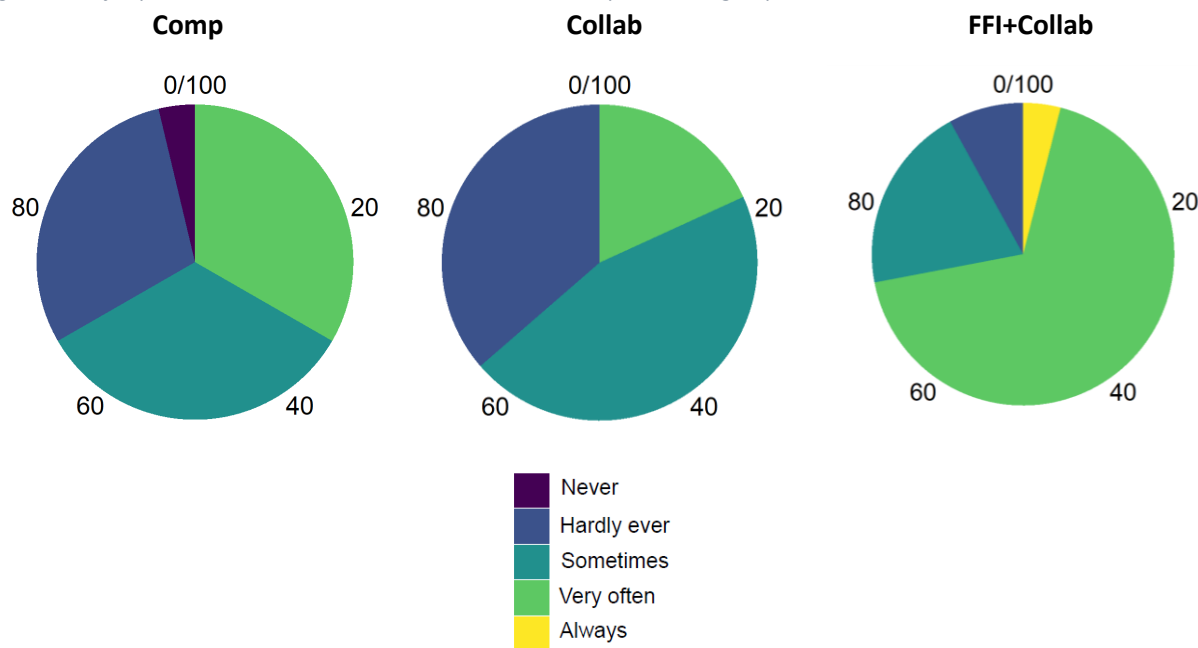 Comp Collab FFI+Collab
0/100 0/100 0/100
80 20 80 20 80 20
60 40 60 40 60 40
Never
Hardly ever
Sometimes
Very often
Always